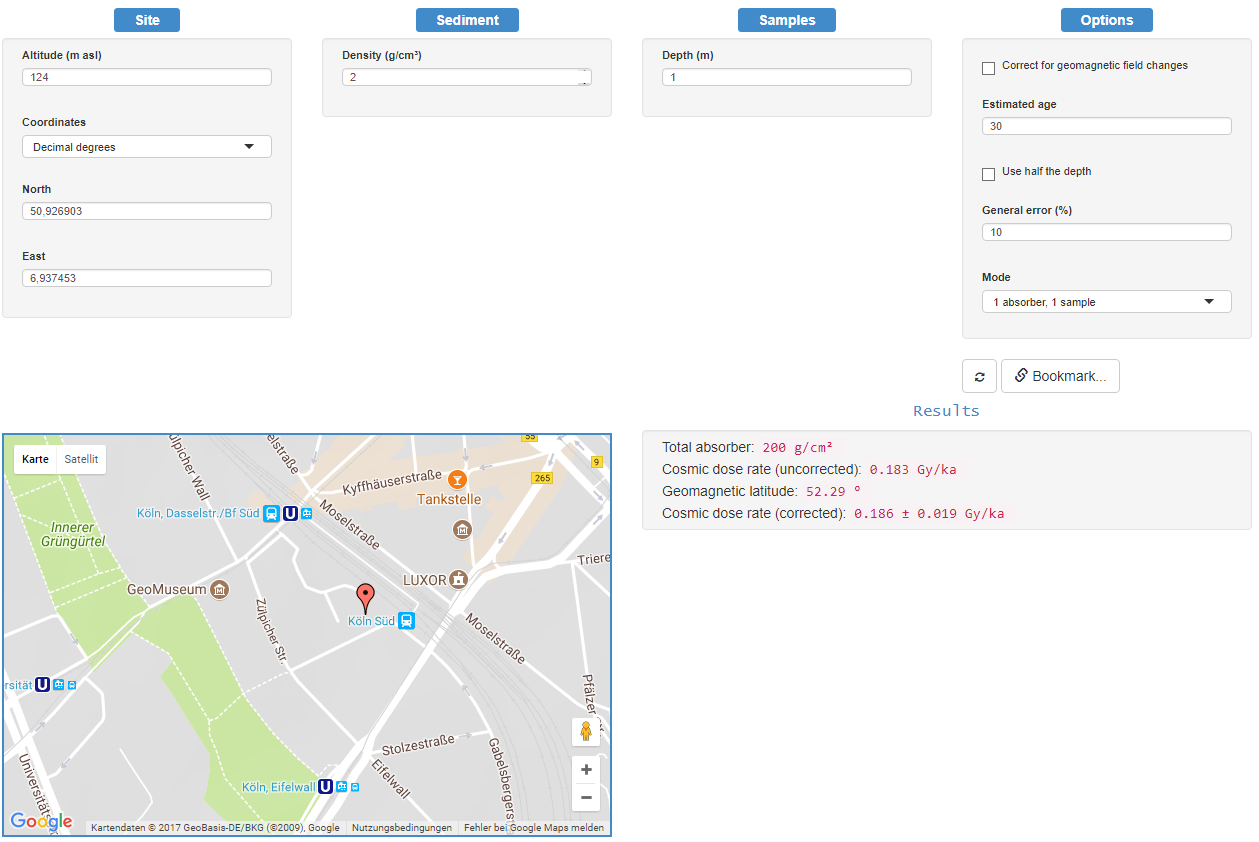 Site
Sediment
Samples
Options
Altitude (m asl)
124
Coordinates
Decimal degrees
North
50,926903
East
6,937453
Density (g/cm³)
2
Depth (m)
1
Correct for geomagnetic field changes
Estimated age
30
Use half the depth
General error (%)
10
Mode
1 absorber, 1 sample
Bookmark...
Results
Total absorber: 200 g/cm²
Cosmic dose rate (uncorrected): 0.183 Gy/ka
Geomagnetic latitude: 52.29 °
Cosmic dose rate (corrected): 0.186 ± 0.019 Gy/ka
Karte
Satellit
Zülpicher Wall
Moselstraße
55
9
265
Kyffhäuserstraße
Tankstelle
Köln, Dasselstr./Bf Süd
U
Moselstraße
Innerer
Grüngürtel
Triere
LUXOR
GeoMuseum
Zülpicher Str.
Köln Süd
Moselstraße
rsität
U
Pfälzer
Stolzestraße
Eifelwall
Gabelsbergerst
Universitäts
Köln, Eifelwall
U
+
−
Google
Kartendaten © 2017 GeoBasis-DE/BKG (©2009), Google
Nutzungsbedingungen
Fehler bei Google Maps melden